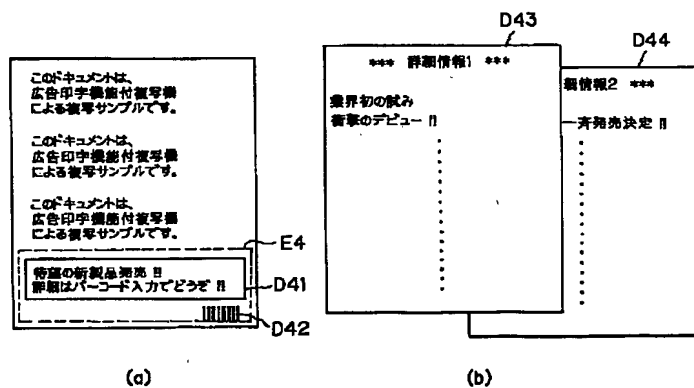 このドキュメントは、
広告印字機能付複写機
による複写サンプルです。
このドキュメントは、
広告印字機能付複写機
による複写サンプルです。
このドキュメントは、
広告印字機能付複写機
による複写サンプルです。
E4
待望の新製品発売 !!
詳細はバーコード入力でどうぞ !!
D41
D42
(a)
D43
*** 詳細情報1 ***
業界初の試み
衝撃のデビュー !!
D44
細情報2 ***
斉発売決定 !!
(b)